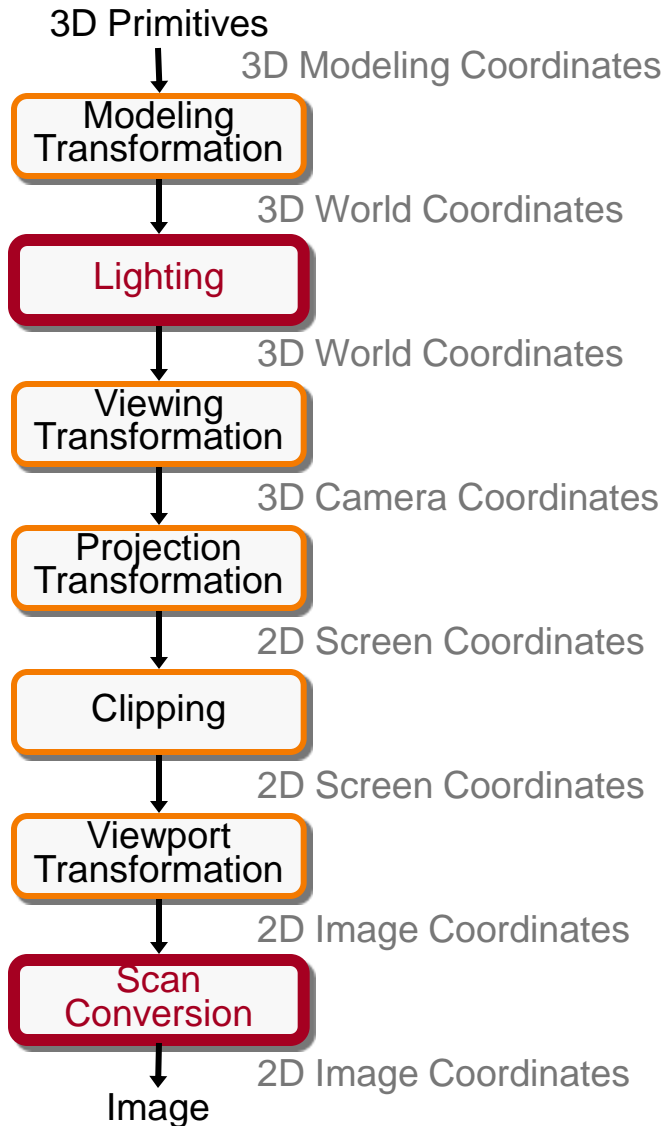 3D Primitives
3D Modeling Coordinates
Modeling
Transformation
3D World Coordinates
Lighting
3D World Coordinates
Viewing
Transformation
3D Camera Coordinates
Projection
Transformation
2D Screen Coordinates
Clipping
2D Screen Coordinates
Viewport
Transformation
2D Image Coordinates
Scan
Conversion
2D Image Coordinates
Image